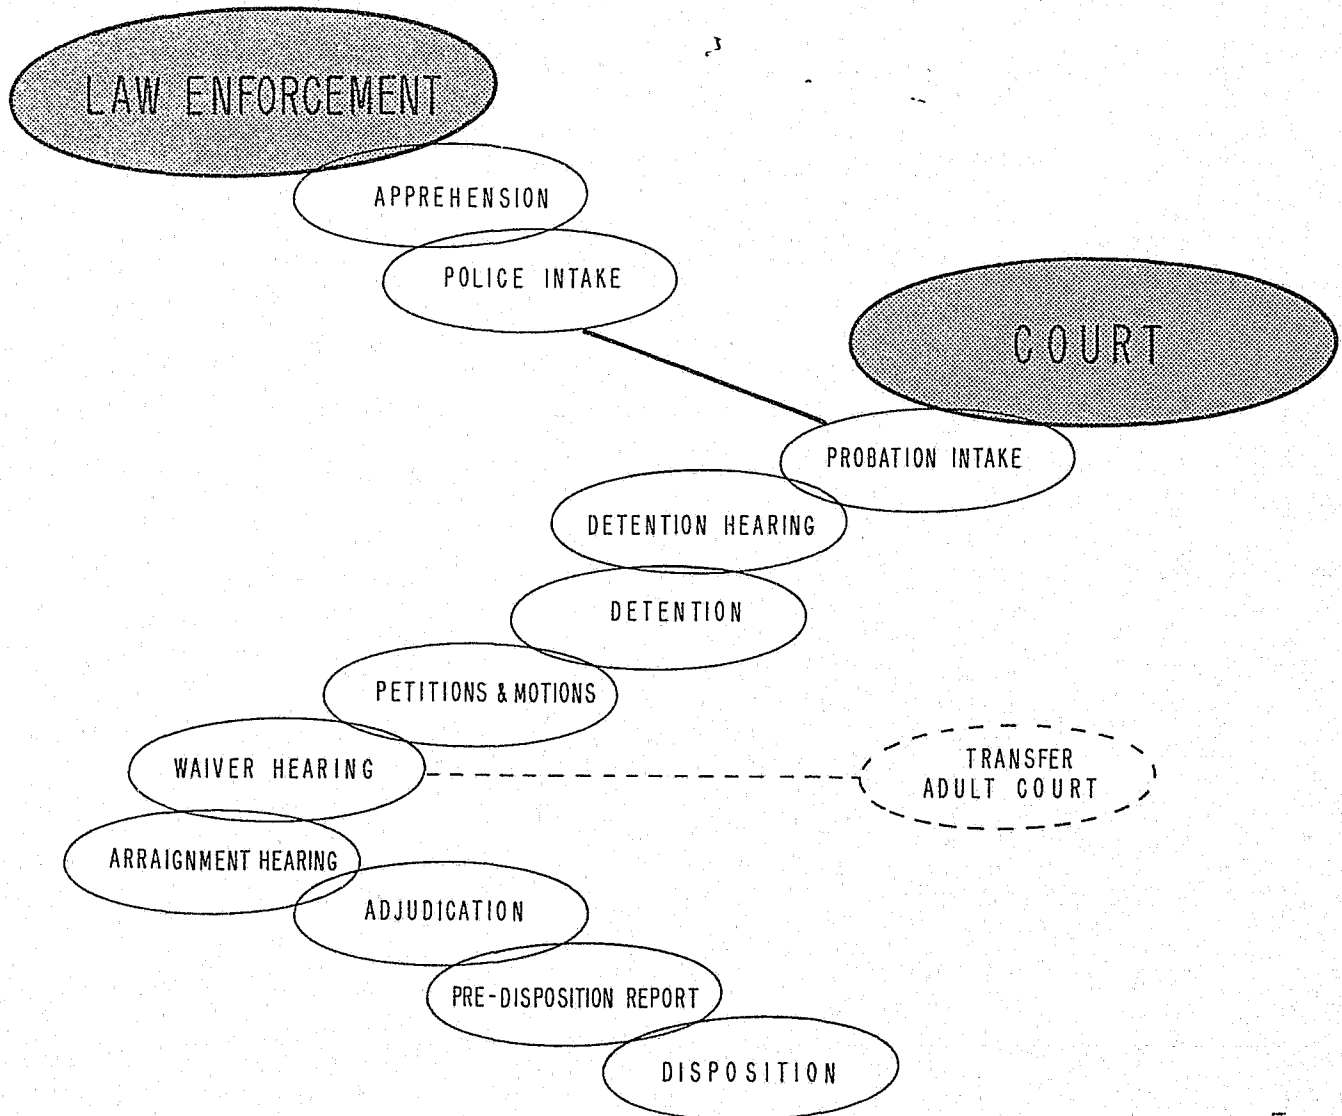 LAW ENFORCEMENT
APPREHENSION
POLICE INTAKE
COURT
PROBATION INTAKE
DETENTION HEARING
DETENTION
PETITIONS & MOTIONS
WAIVER HEARING
TRANSFER
ADULT COURT
ARRAIGNMENT HEARING
ADJUDICATION
PRE-DISPOSITION REPORT
DISPOSITION